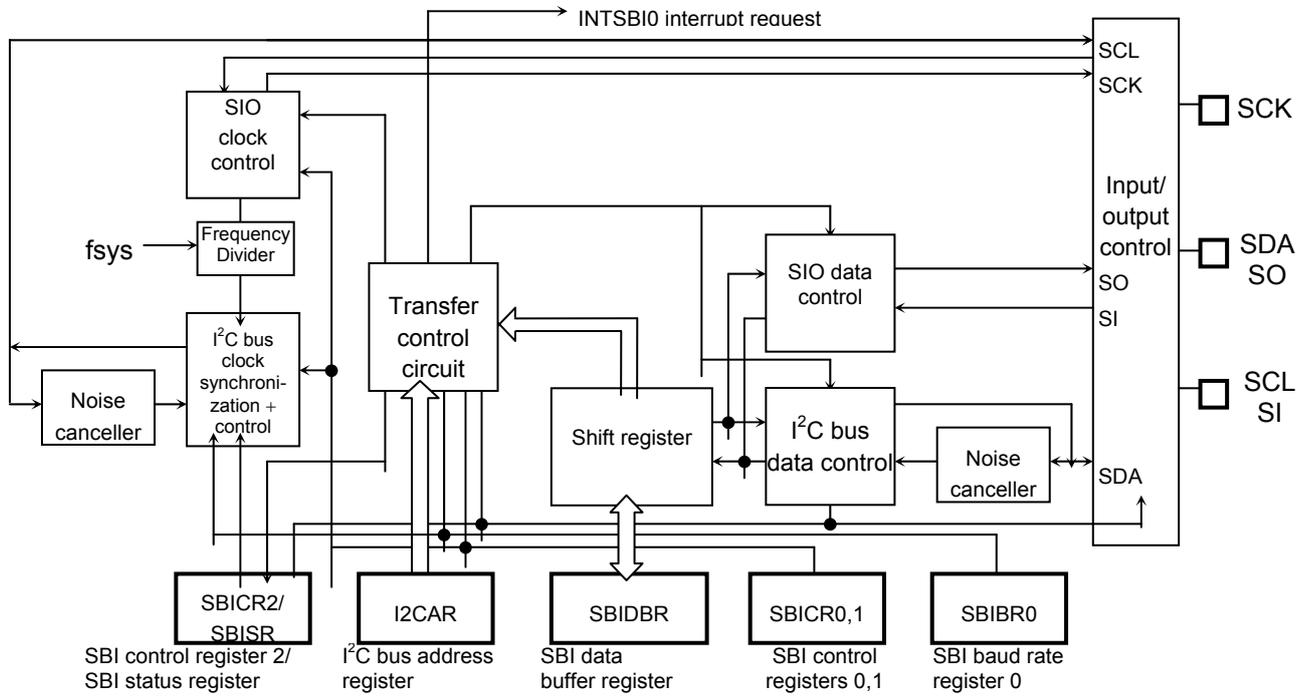 INTSBI0 interrupt request
SCL
SCK
SIO
clock
control
SCK
Input/
output
control
fsys
Frequency
Divider
SDA
SO
SIO data
control
SO
SI
Transfer
control
circuit
I²C bus
clock
synchroni-
zation +
control
Noise
canceller
SCL
SI
Shift register
I²C bus
data control
Noise
canceller
SDA
SBICR2/
SBISR
I2CAR
SBIDBR
SBICR0,1
SBIBR0
SBI control register 2/
SBI status register
I²C bus address
register
SBI data
buffer register
SBI control
registers 0,1
SBI baud rate
register 0